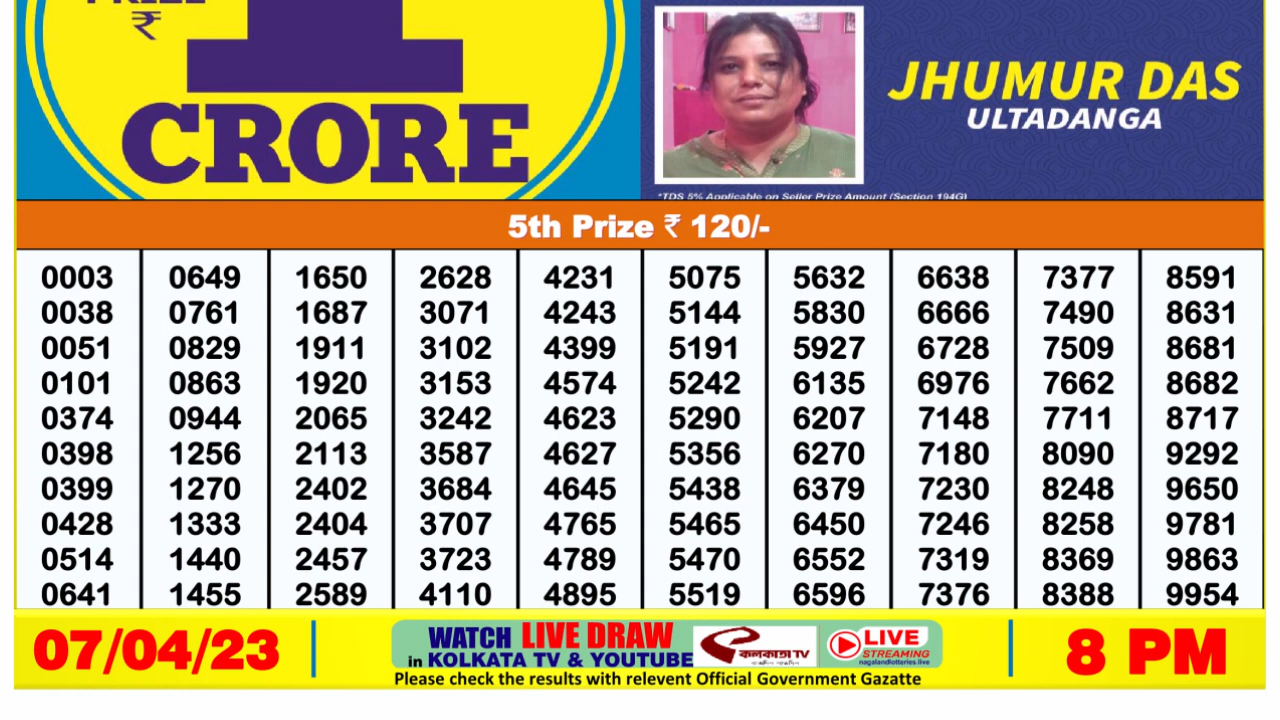 PRIZE
₹
1
CRORE
JHUMUR DAS
ULTADANGA
*TDS 5% Applicable on Seller Prize Amount (Section 194G)
5th Prize ₹ 120/-
0003 0649 1650 2628 4231 5075 5632 6638 7377 8591
0038 0761 1687 3071 4243 5144 5830 6666 7490 8631
0051 0829 1911 3102 4399 5191 5927 6728 7509 8681
0101 0863 1920 3153 4574 5242 6135 6976 7662 8682
0374 0944 2065 3242 4623 5290 6207 7148 7711 8717
0398 1256 2113 3587 4627 5356 6270 7180 8090 9292
0399 1270 2402 3684 4645 5438 6379 7230 8248 9650
0428 1333 2404 3707 4765 5465 6450 7246 8258 9781
0514 1440 2457 3723 4789 5470 6552 7319 8369 9863
0641 1455 2589 4110 4895 5519 6596 7376 8388 9954
07/04/23
WATCH LIVE DRAW
in KOLKATA TV & YOUTUBE
কলকাতা TV
LIVE
STREAMING
nagalandlotteries.live
8 PM
Please check the results with relevent Official Government Gazatte